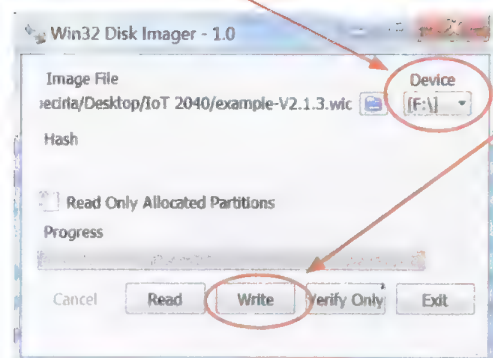 Win32 Disk Imager - 1.0
Image File
Device
/Desktop/IoT 2040/example-V2.1.3.wic
[F:\]
Hash
Read Only Allocated Partitions
Progress
Cancel Read Write Verify Only Exit